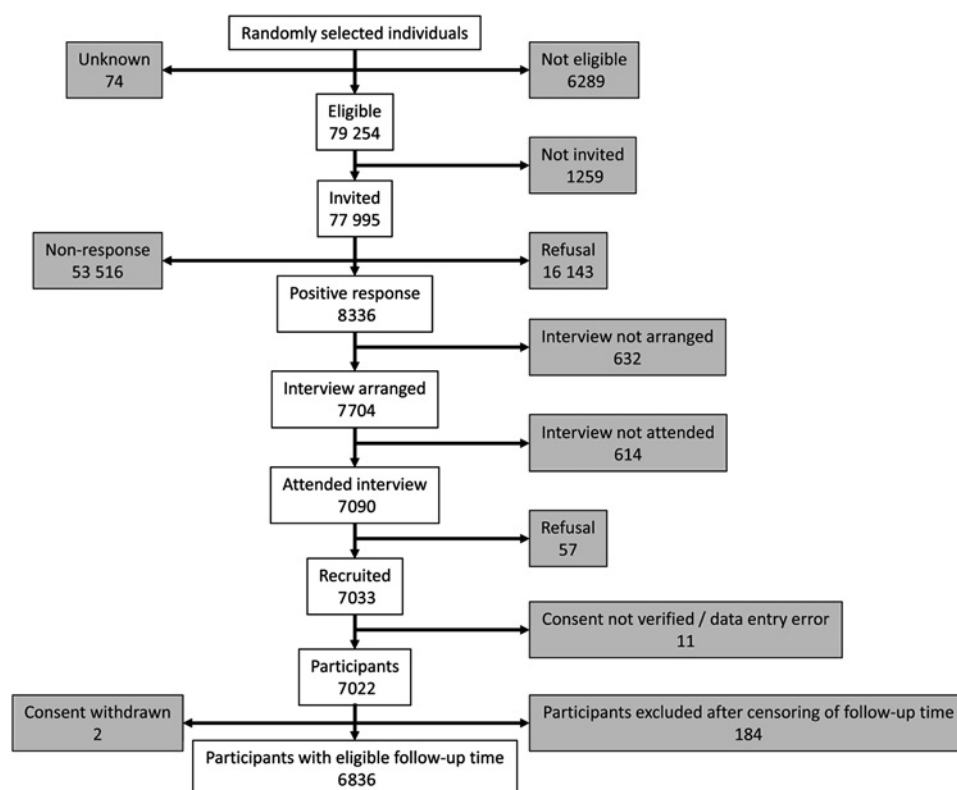 Randomly selected individuals
Unknown
74
Not eligible
6289
Eligible
79 254
Not invited
1259
Invited
77 995
Non-response
53 516
Refusal
16 143
Positive response
8336
Interview not arranged
632
Interview arranged
7704
Interview not attended
614
Attended interview
7090
Refusal
57
Recruited
7033
Consent not verified / data entry error
11
Participants
7022
Consent withdrawn
2
Participants excluded after censoring of follow-up time
184
Participants with eligible follow-up time
6836